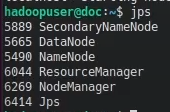 hadoopuser@doc:~$ jps
5889 SecondaryNameNode
5665 DataNode
5490 NameNode
6044 ResourceManager
6269 NodeManager
6414 Jps